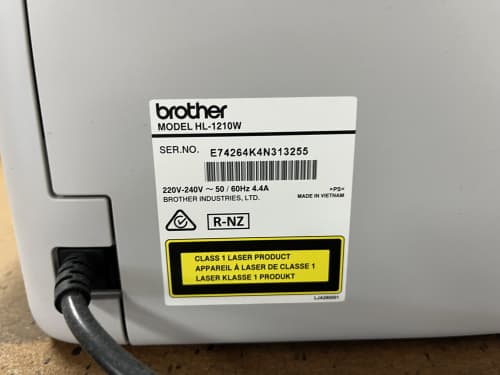 brother
MODEL HL-1210W
SER.NO. E74264K4N313255
220V-240V ～ 50 / 60Hz 4.4A
BROTHER INDUSTRIES, LTD.
>PS<
MADE IN VIETNAM
R-NZ
CLASS 1 LASER PRODUCT
APPAREIL À LASER DE CLASSE 1
LASER KLASSE 1 PRODUKT